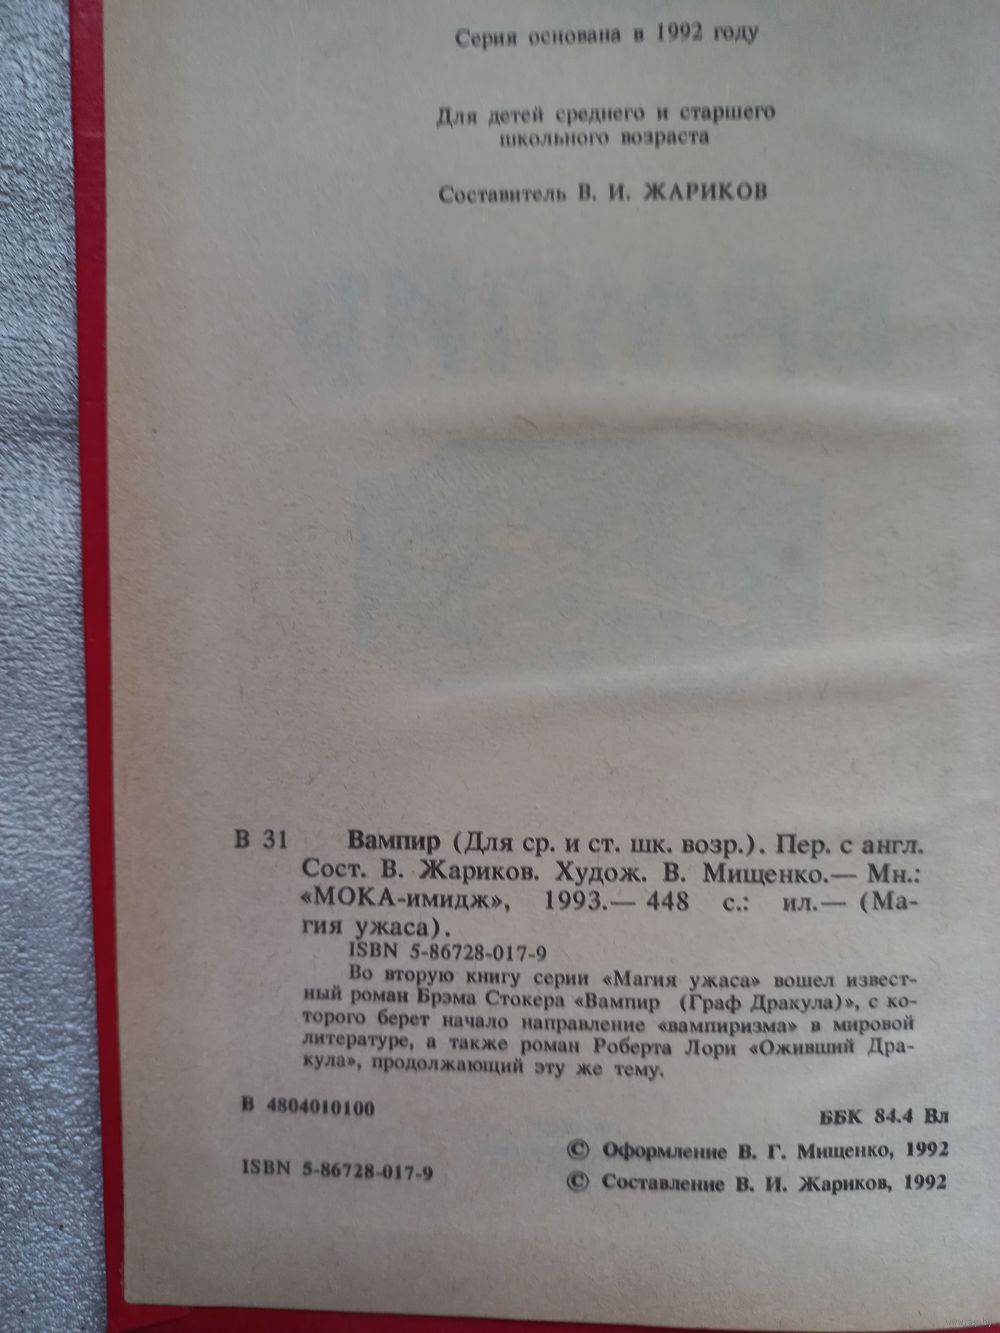 Серия основана в 1992 году
Для детей среднего и старшего
школьного возраста
Составитель В. И. ЖАРИКОВ
В 31 Вампир (Для ср. и ст. шк. возр.). Пер. с англ.
Сост. В. Жариков. Худож. В. Мищенко.— Мн.:
«МОКА-имидж», 1993.— 448 с.: ил.— (Ма-
гия ужаса).
ISBN 5-86728-017-9
Во вторую книгу серии «Магия ужаса» вошел извест-
ный роман Брэма Стокера «Вампир (Граф Дракула)», с ко-
торого берет начало направление «вампиризма» в мировой
литературе, а также роман Роберта Лори «Оживший Дра-
кула», продолжающий эту же тему.
В 4804010100
ББК 84.4 Вл
© Оформление В. Г. Мищенко, 1992
ISBN 5-86728-017-9
© Составление В. И. Жариков, 1992